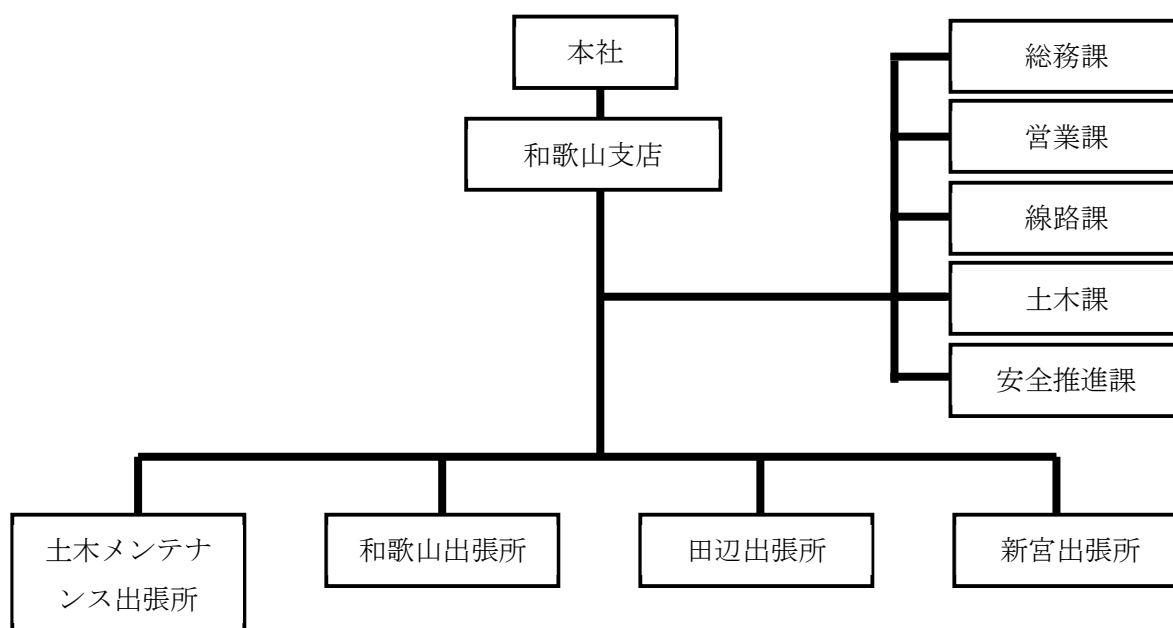 本社
和歌山支店
総務課
営業課
線路課
土木課
安全推進課
土木メンテナ
ンス出張所
和歌山出張所
田辺出張所
新宮出張所